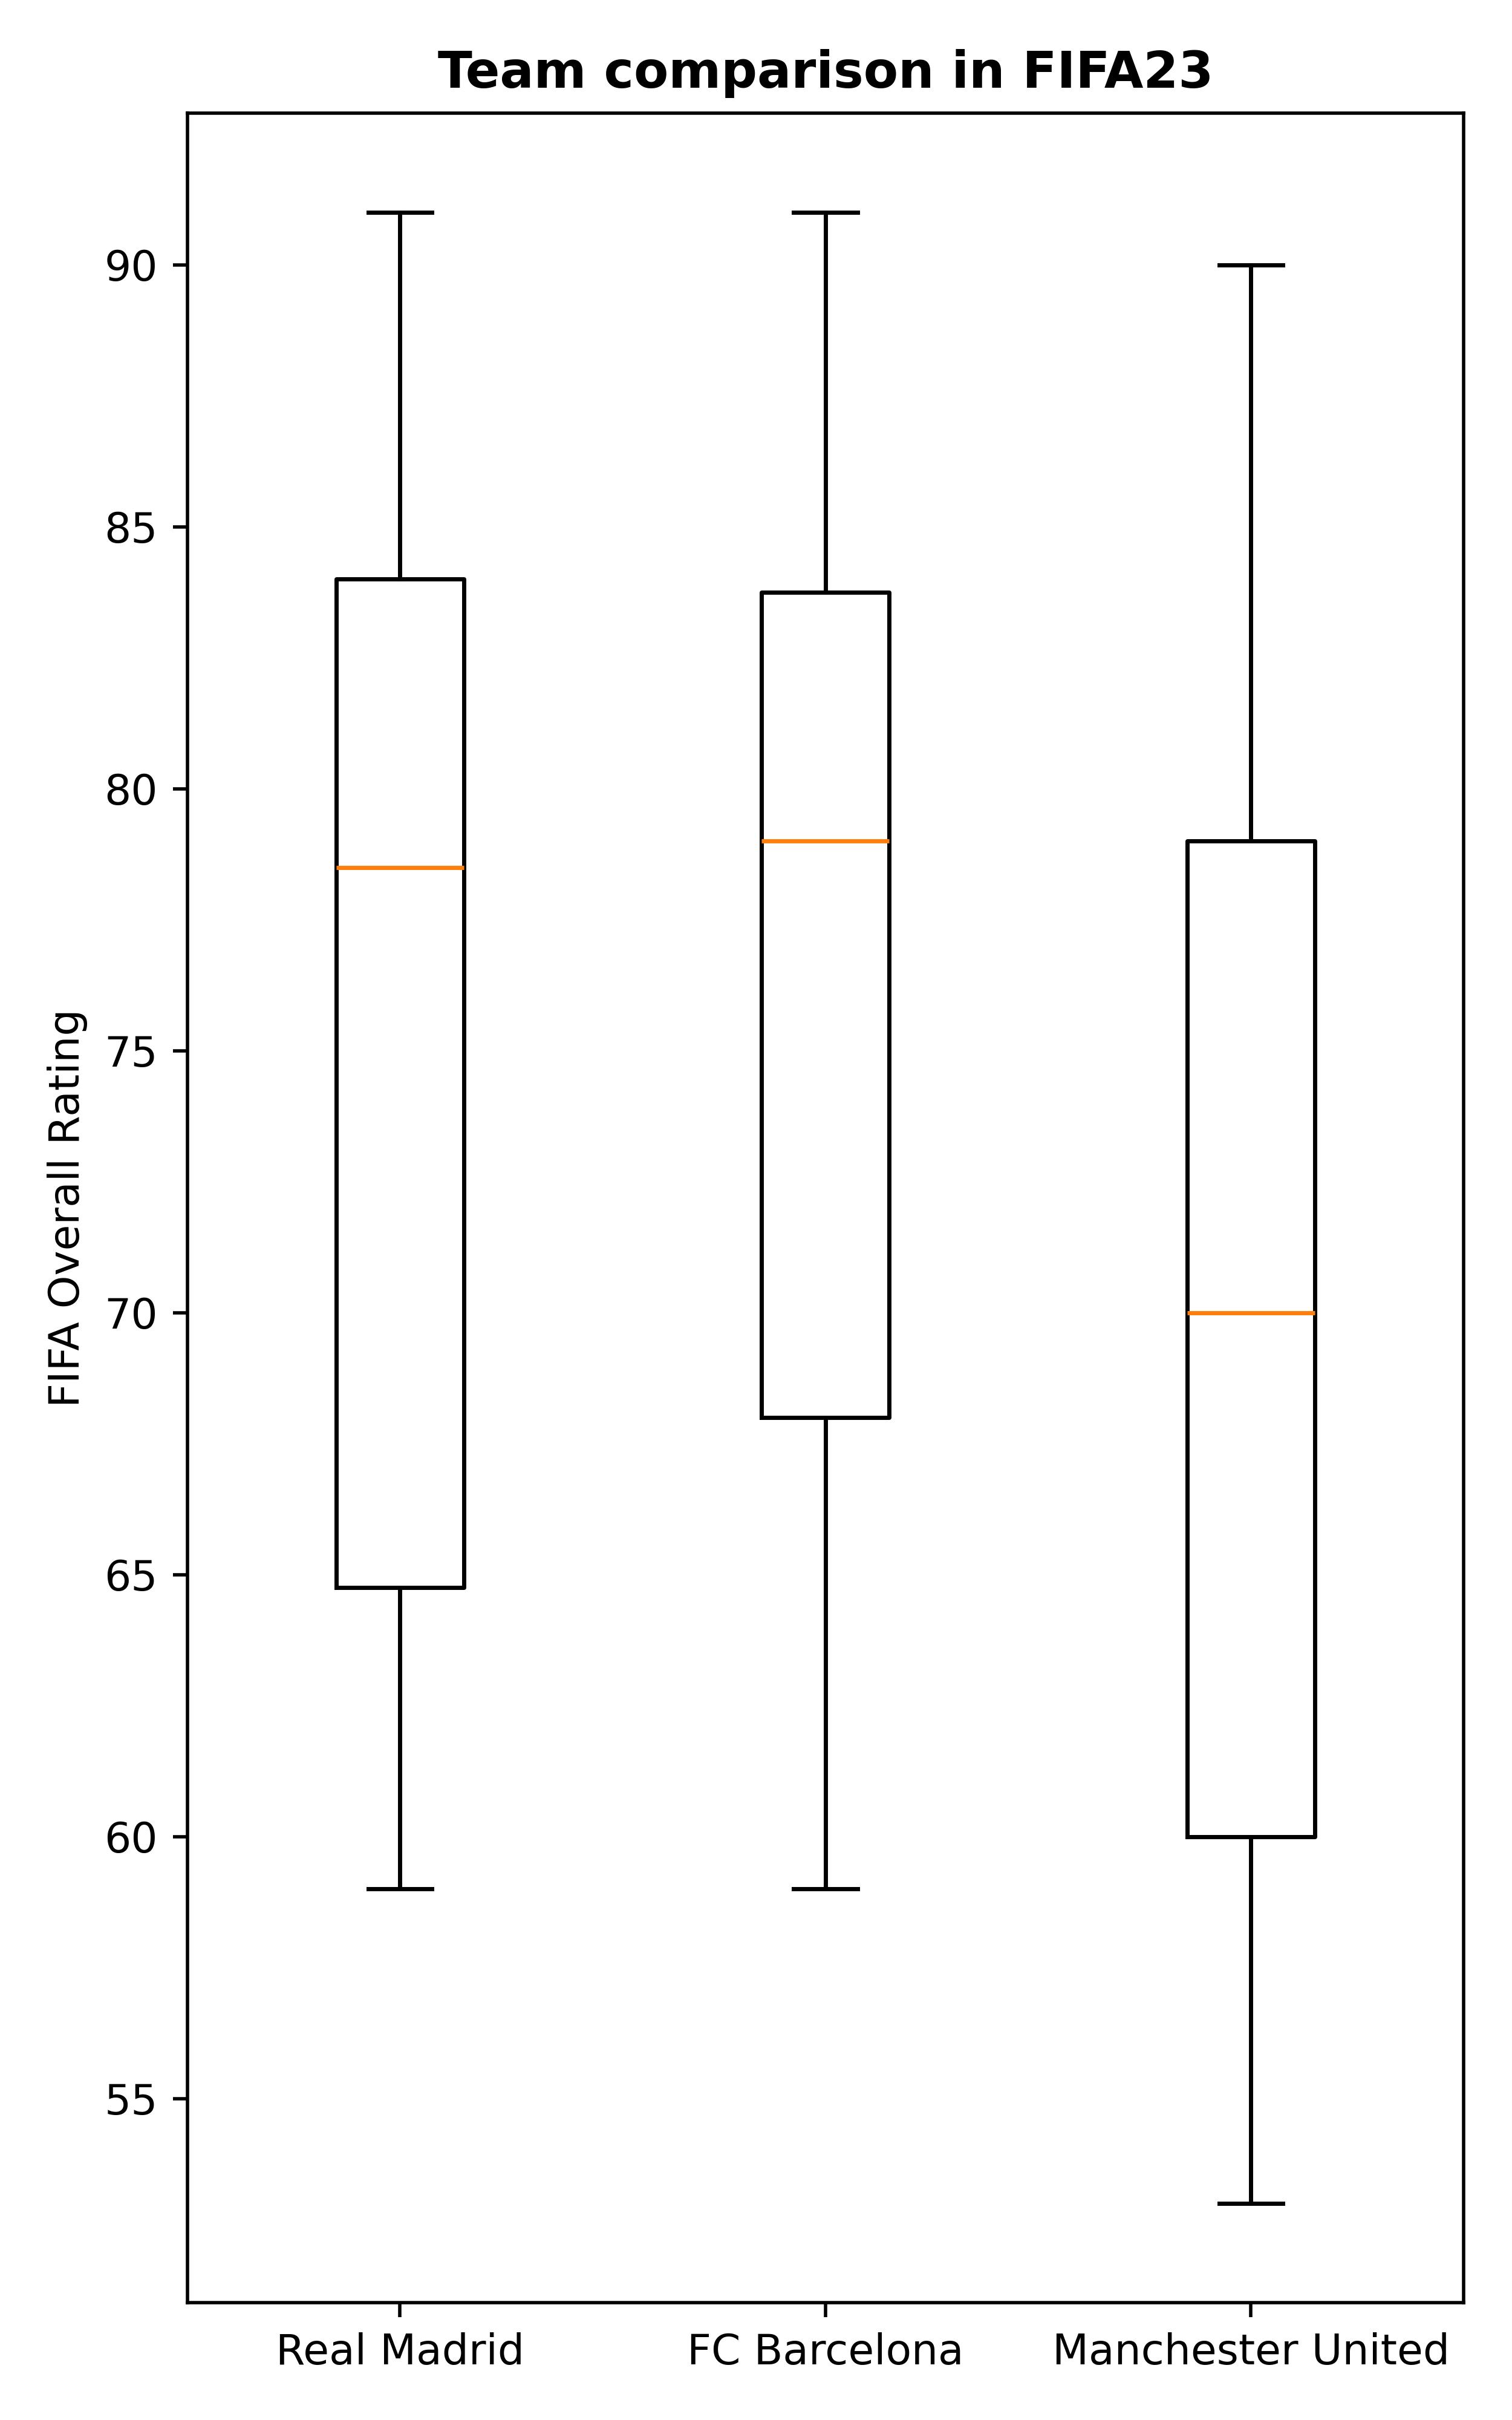 Team comparison in FIFA23
FIFA Overall Rating
90
85
80
75
70
65
60
55
Real Madrid FC Barcelona Manchester United